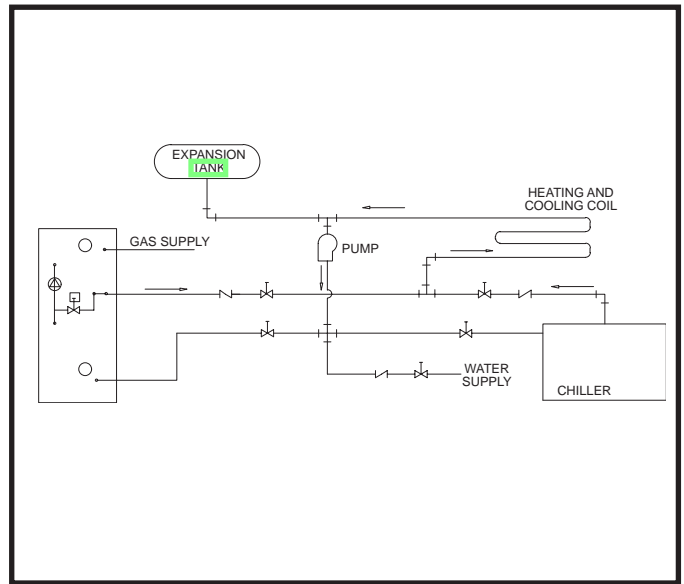 EXPANSION
TANK
HEATING AND
COOLING COIL
GAS SUPPLY
PUMP
WATER
SUPPLY
CHILLER